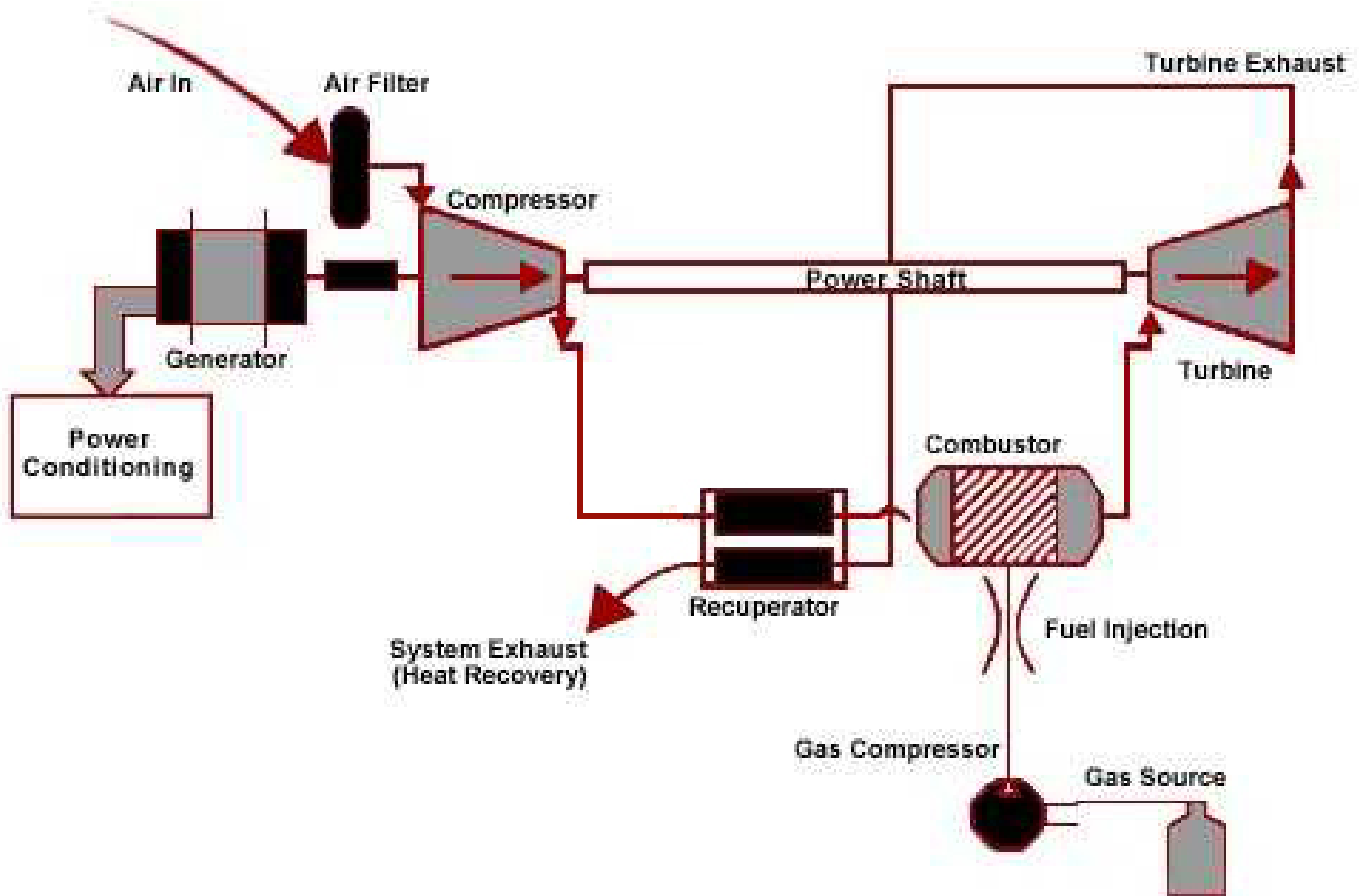 Turbine Exhaust
Air In
Air Filter
Compressor
Power Shaft
Generator
Turbine
Power
Conditioning
Combustor
Recuperator
Fuel Injection
System Exhaust
(Heat Recovery)
Gas Compressor
Gas Source